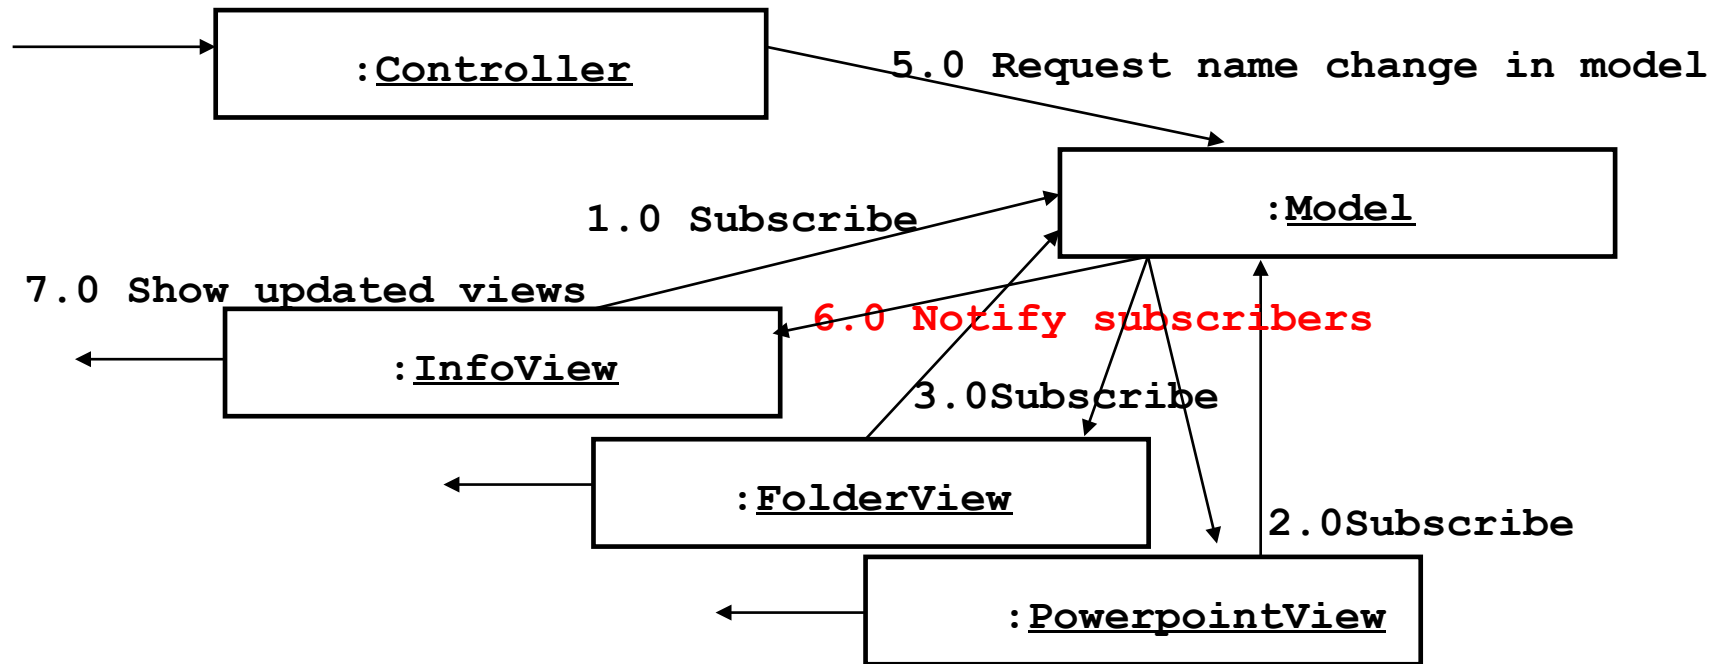 :Controller
5.0 Request name change in model
:Model
1.0 Subscribe
7.0 Show updated views
6.0 Notify subscribers
:InfoView
3.0Subscribe
:FolderView
2.0Subscribe
:PowerpointView